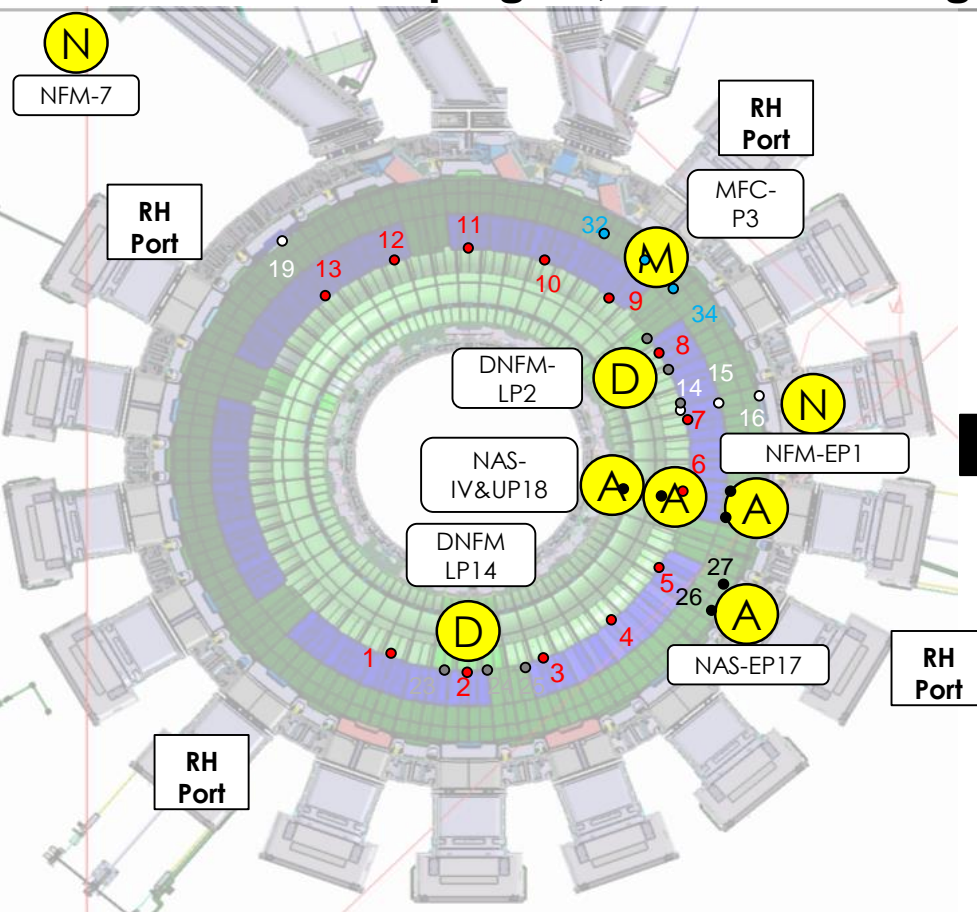 N
NFM-7
RH
Port
RH
Port
MFC-
P3
11
32
12
M
19
13
10
9
34
8
DNFM-
LP2
D
15
14
16
N
7
NFM-EP1
NAS-
IV&UP18
6
A
A
A
DNFM
LP14
5
27
26
A
D
4
NAS-EP17
1
2
3
RH
Port
RH
Port